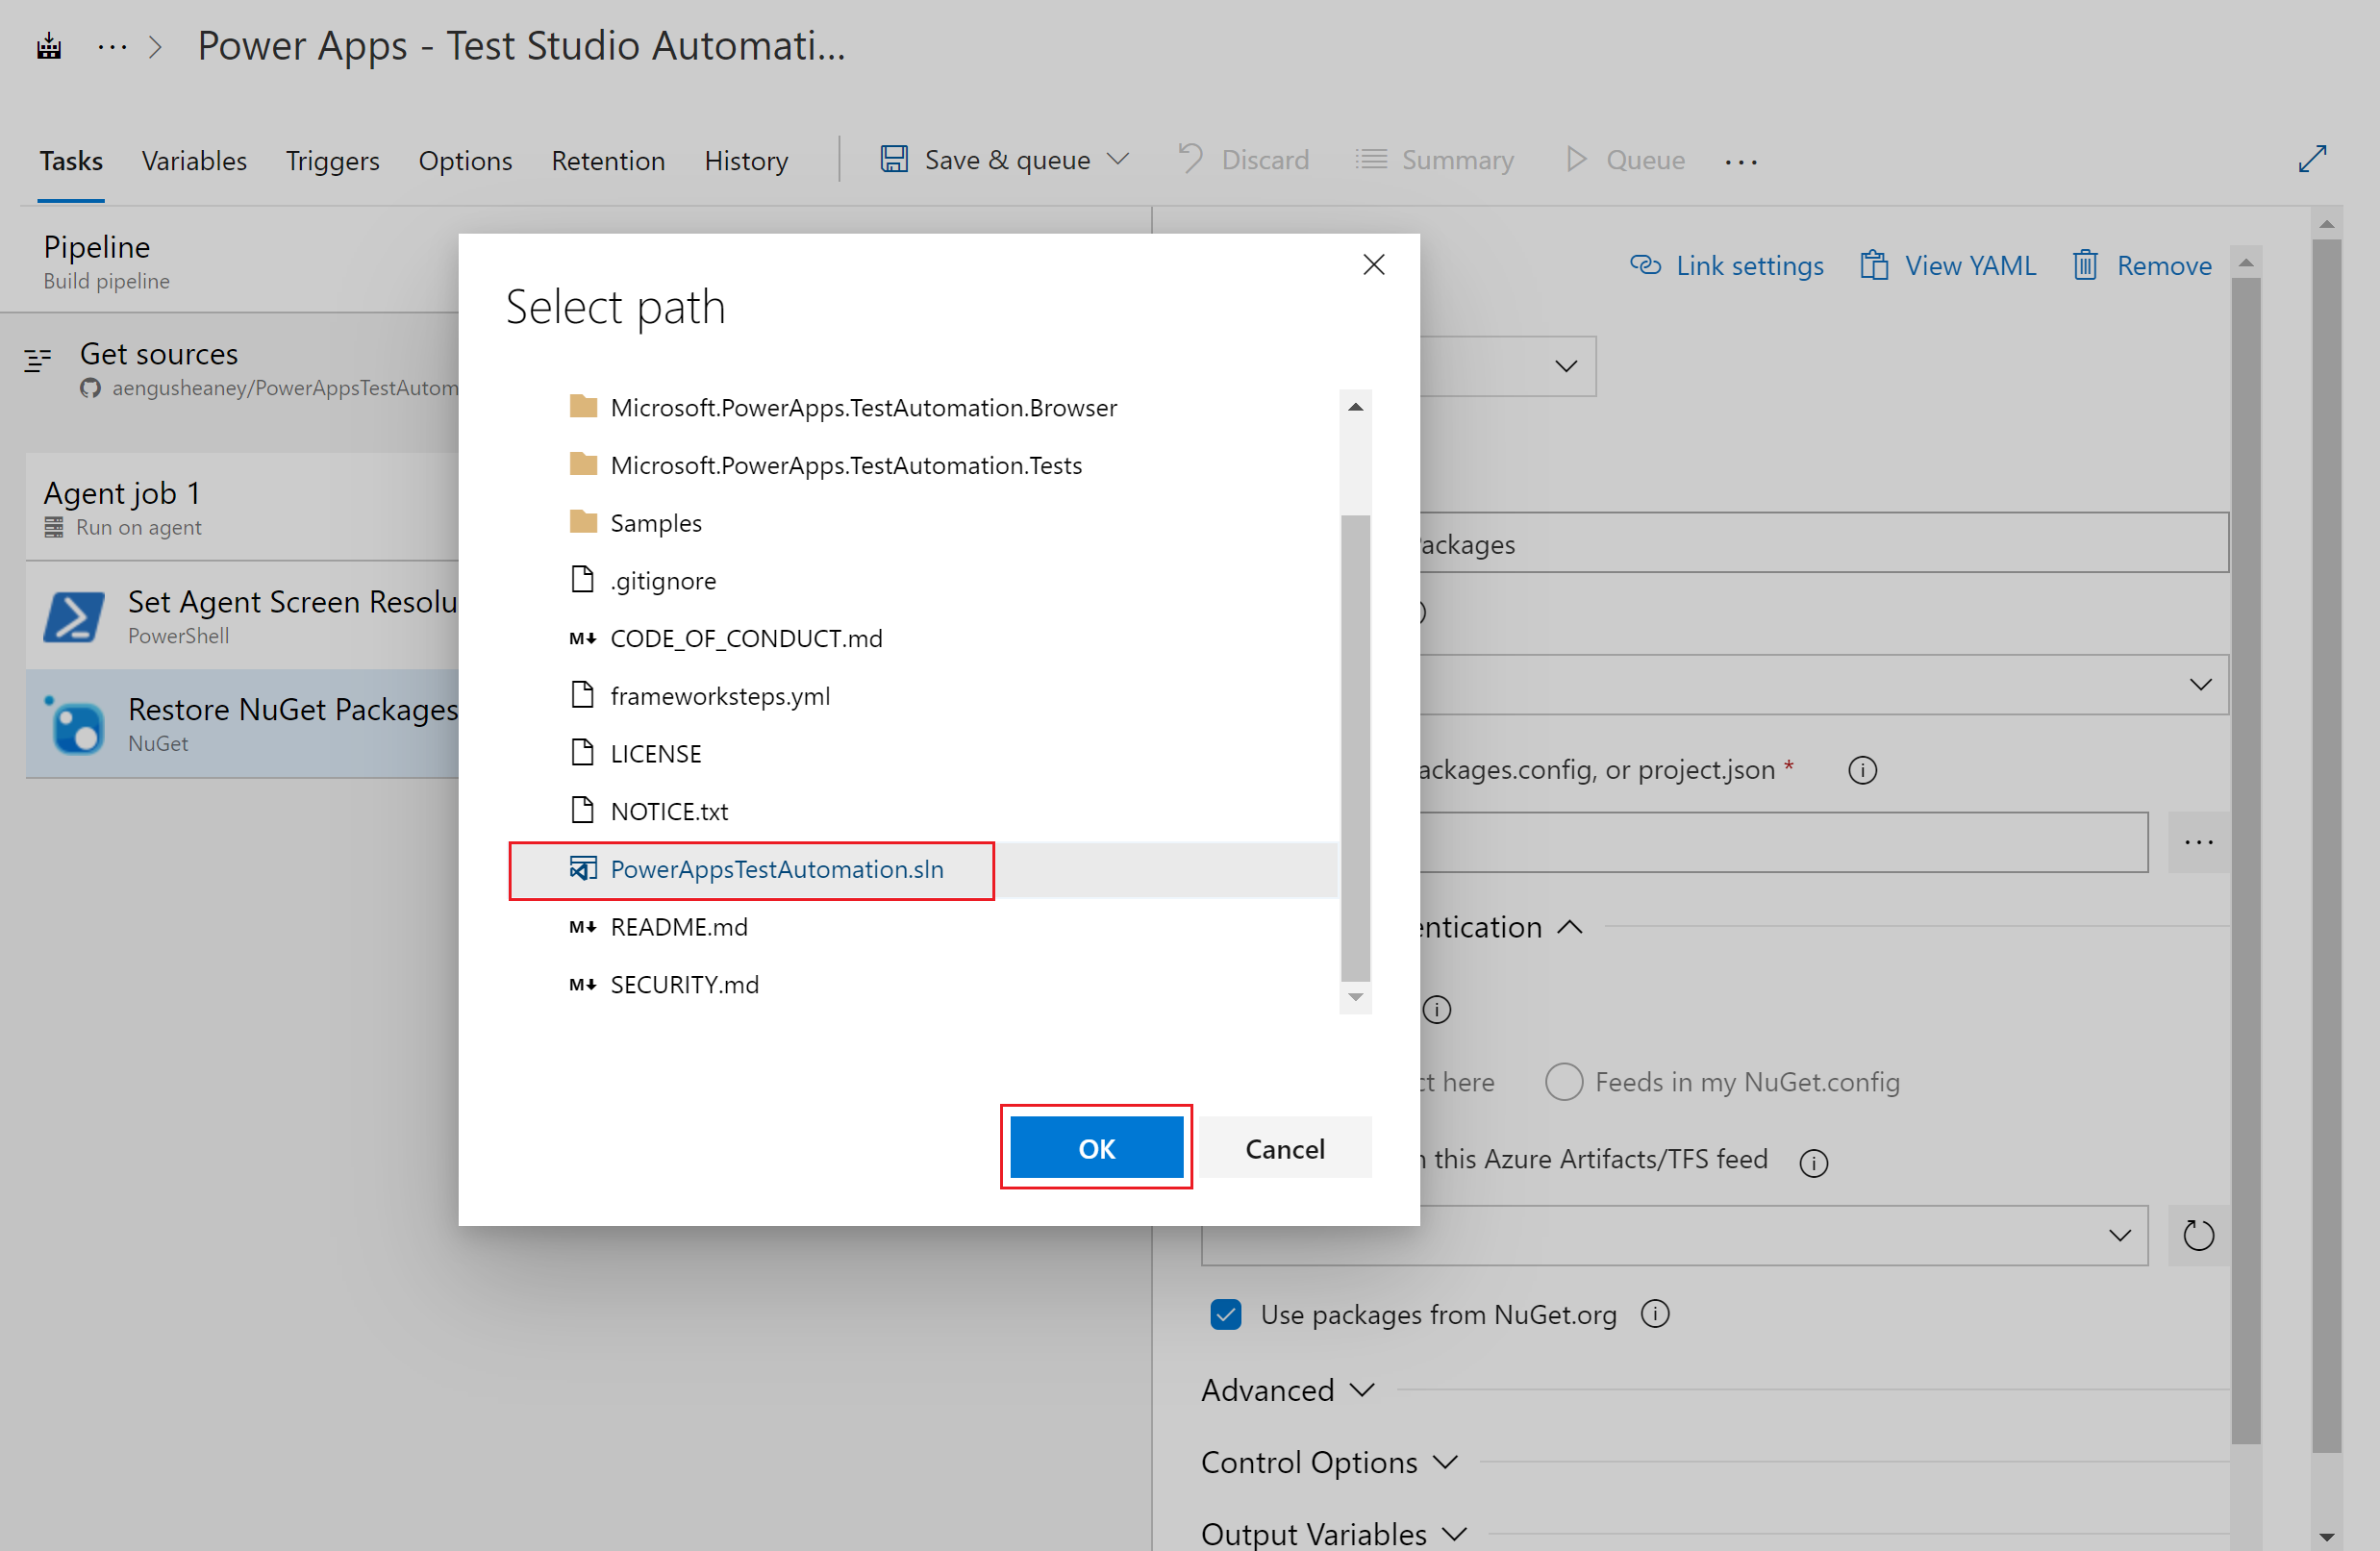 Power Apps - Test Studio Automati...
Tasks Variables Triggers Options Retention History Save & queue Discard Summary Queue ...
Pipeline
Build pipeline
Get sources
aengusheaney/PowerAppsTestAutom
Agent job 1
Run on agent
Set Agent Screen Resolu
PowerShell
Restore NuGet Packages
NuGet
Select path
Microsoft.PowerApps.TestAutomation.Browser
Microsoft.PowerApps.TestAutomation.Tests
Samples
.gitignore
CODE_OF_CONDUCT.md
frameworksteps.yml
LICENSE
NOTICE.txt
PowerAppsTestAutomation.sln
README.md
SECURITY.md
OK Cancel
Link settings View YAML Remove
ackages
ackages.config, or project.json *
...
entication
ct here Feeds in my NuGet.config
this Azure Artifacts/TFS feed
Use packages from NuGet.org
Advanced
Control Options
Output Variables